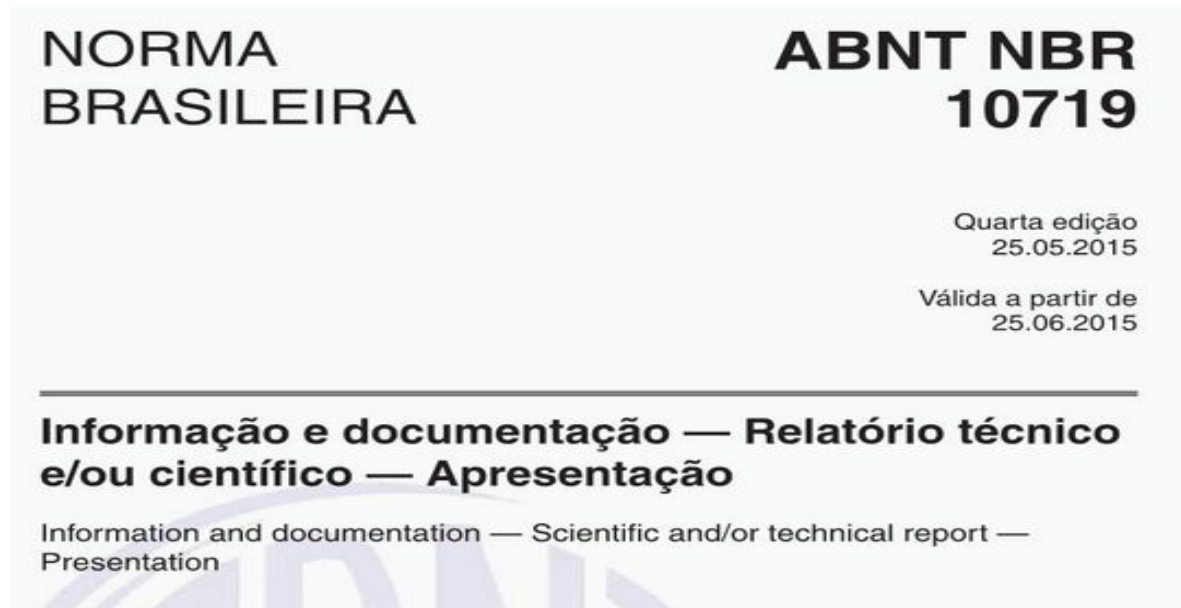 NORMA
BRASILEIRA
ABNT NBR
10719
Quarta edição
25.05.2015
Válida a partir de
25.06.2015
Informação e documentação — Relatório técnico
e/ou científico — Apresentação
Information and documentation — Scientific and/or technical report —
Presentation